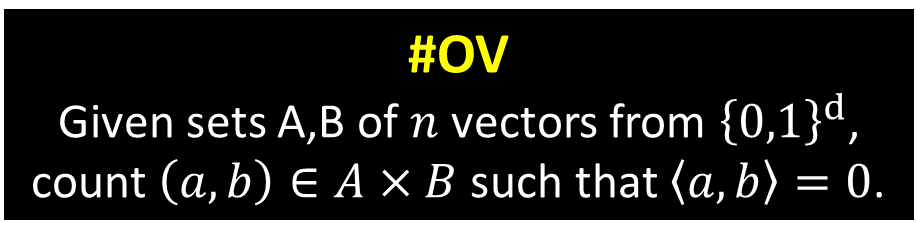 #OV
Given sets A,B of 𝑛 vectors from {0,1}ᵈ,
count (𝑎, 𝑏) ∈ 𝐴 × 𝐵 such that ⟨𝑎, 𝑏⟩ = 0.